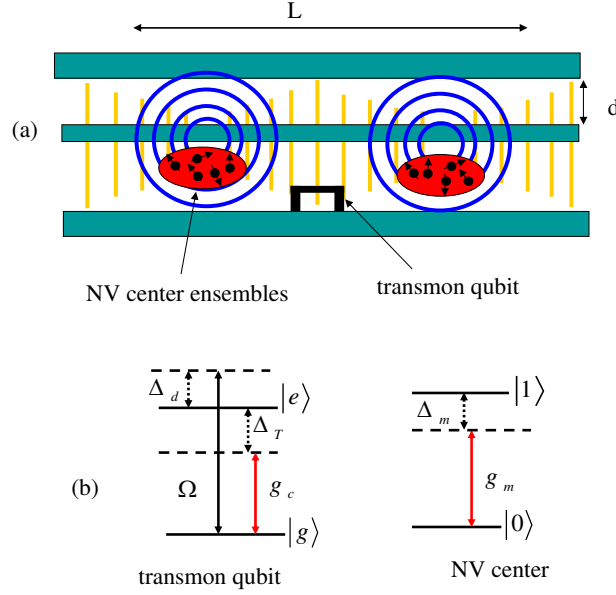 L
d
(a)
NV center ensembles
transmon qubit
Δ_d
|e⟩
Δ_T
Ω
g_c
|g⟩
|1⟩
Δ_m
g_m
|0⟩
(b)
transmon qubit
NV center